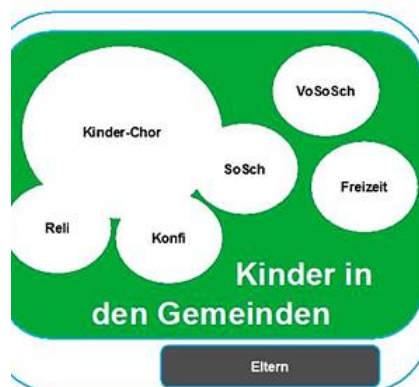 VoSoSch
Kinder-Chor
SoSch
Freizeit
Reli
Konfi
Kinder in
den Gemeinden
Eltern